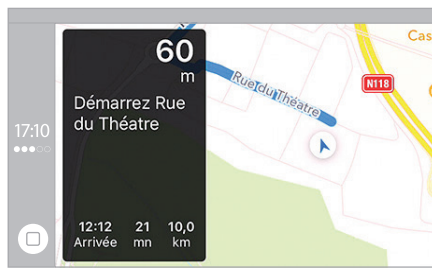 60
m
Démarrez Rue
du Théatre
12:12 21 10,0
Arrivée mn km
17:10
Rue du Théatre
N118
Cas